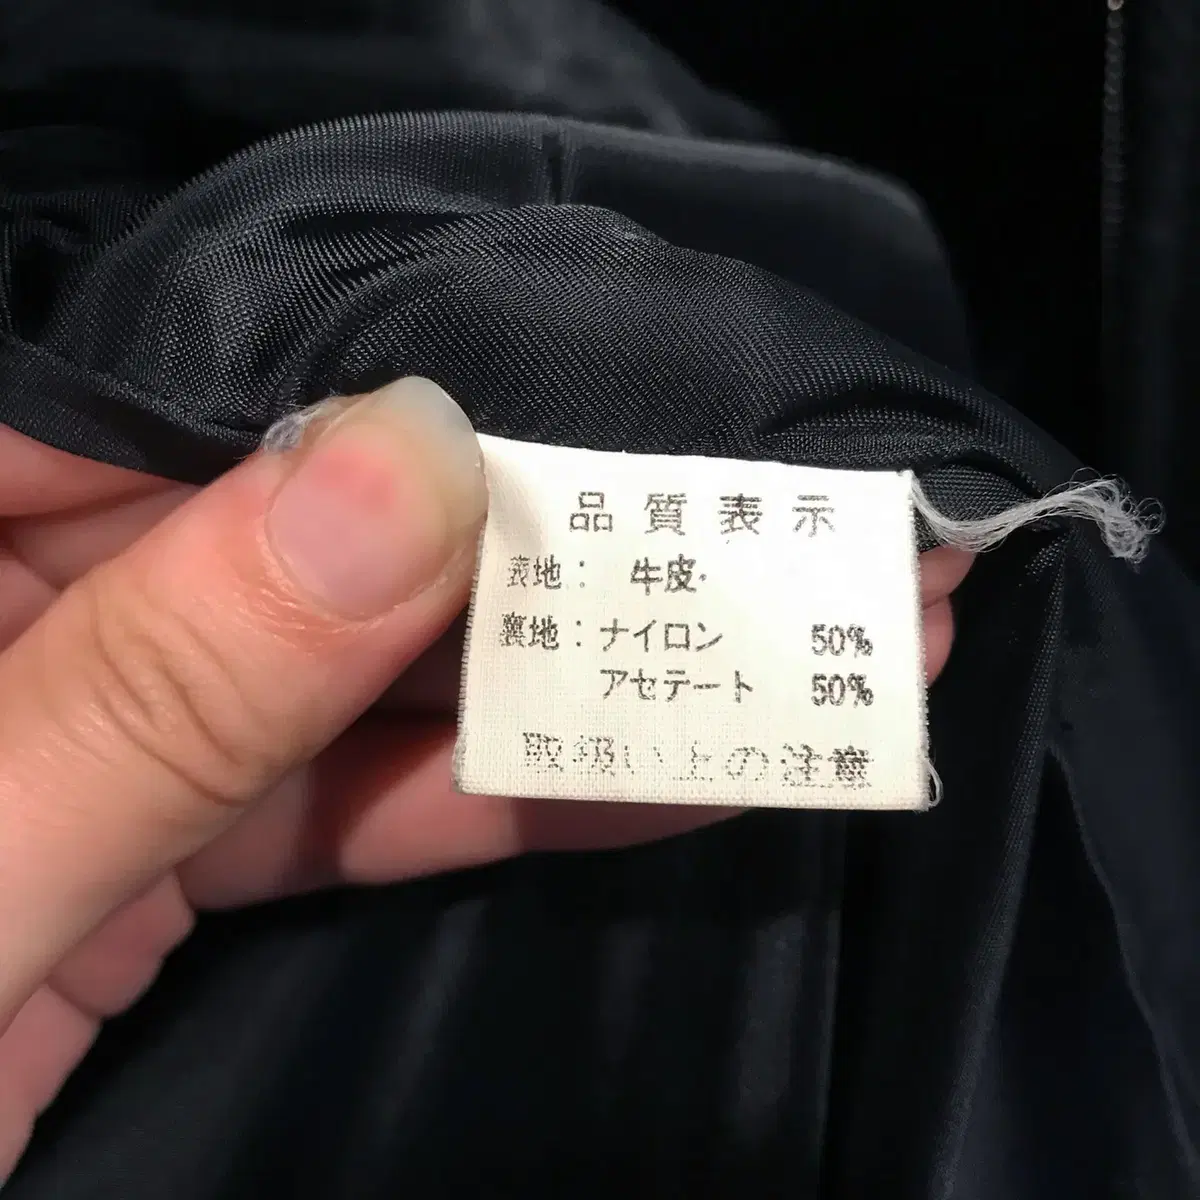 品質表示
表地: 牛皮
裏地:ナイロン 50%
アセテート 50%
取扱い上の注意